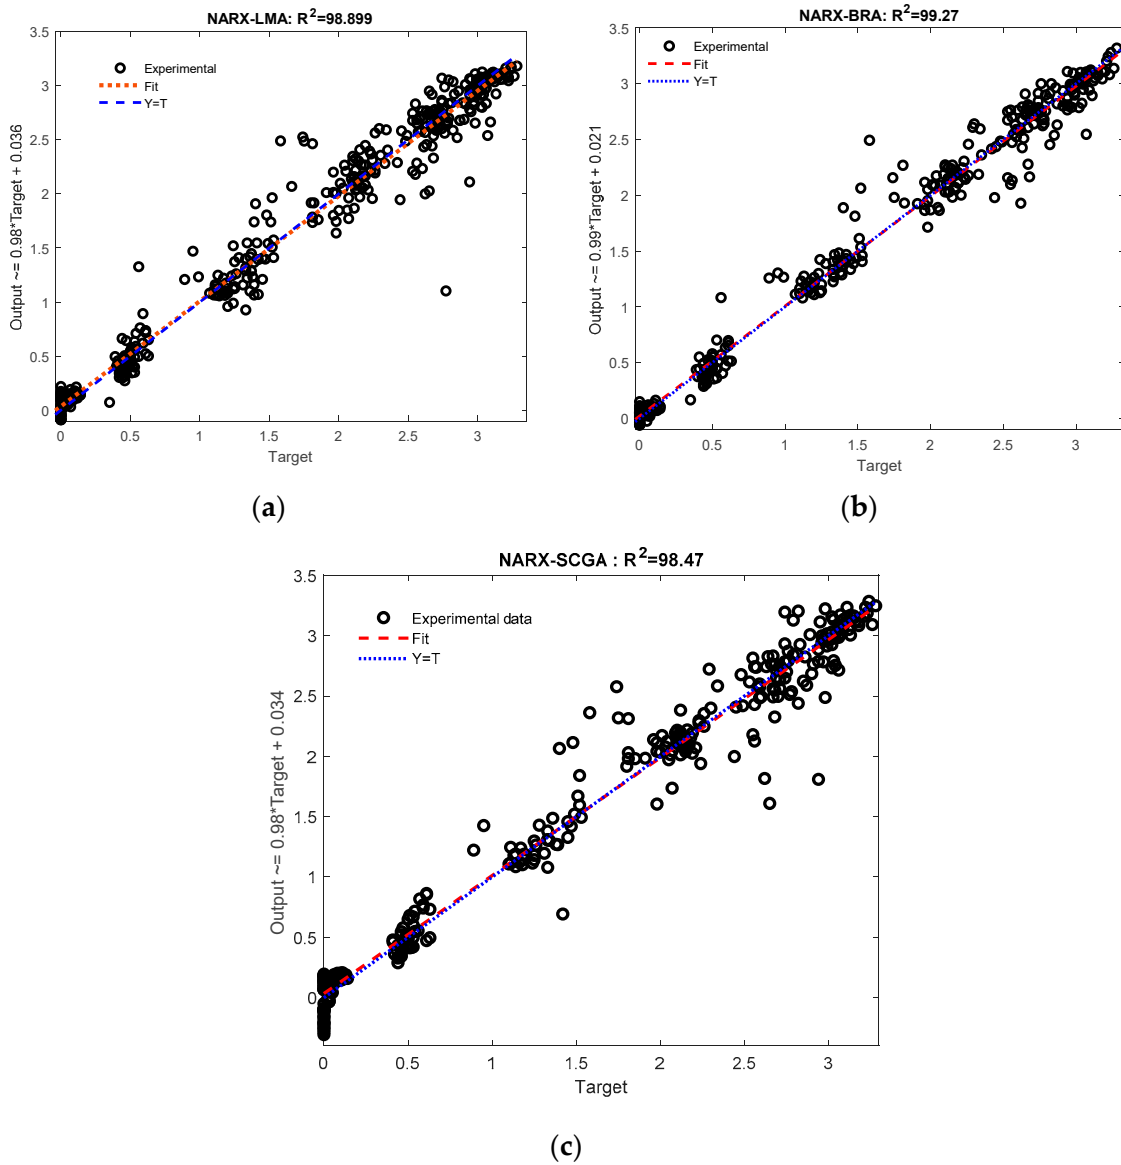 NARX-LMA: R²=98.899
3.5
3
2.5
2
1.5
1
0.5
0
Output ~= 0.98*Target + 0.036
Experimental
Fit
Y=T
0 0.5 1 1.5 2 2.5 3
Target
(a)
NARX-BRA: R²=99.27
3.5
3
2.5
2
1.5
1
0.5
0
Output ~= 0.99*Target + 0.021
Experimental
Fit
Y=T
0 0.5 1 1.5 2 2.5 3
Target
(b)
NARX-SCGA : R²=98.47
3.5
3
2.5
2
1.5
1
0.5
0
Output ~= 0.98*Target + 0.034
Experimental data
Fit
Y=T
0 0.5 1 1.5 2 2.5 3
Target
(c)